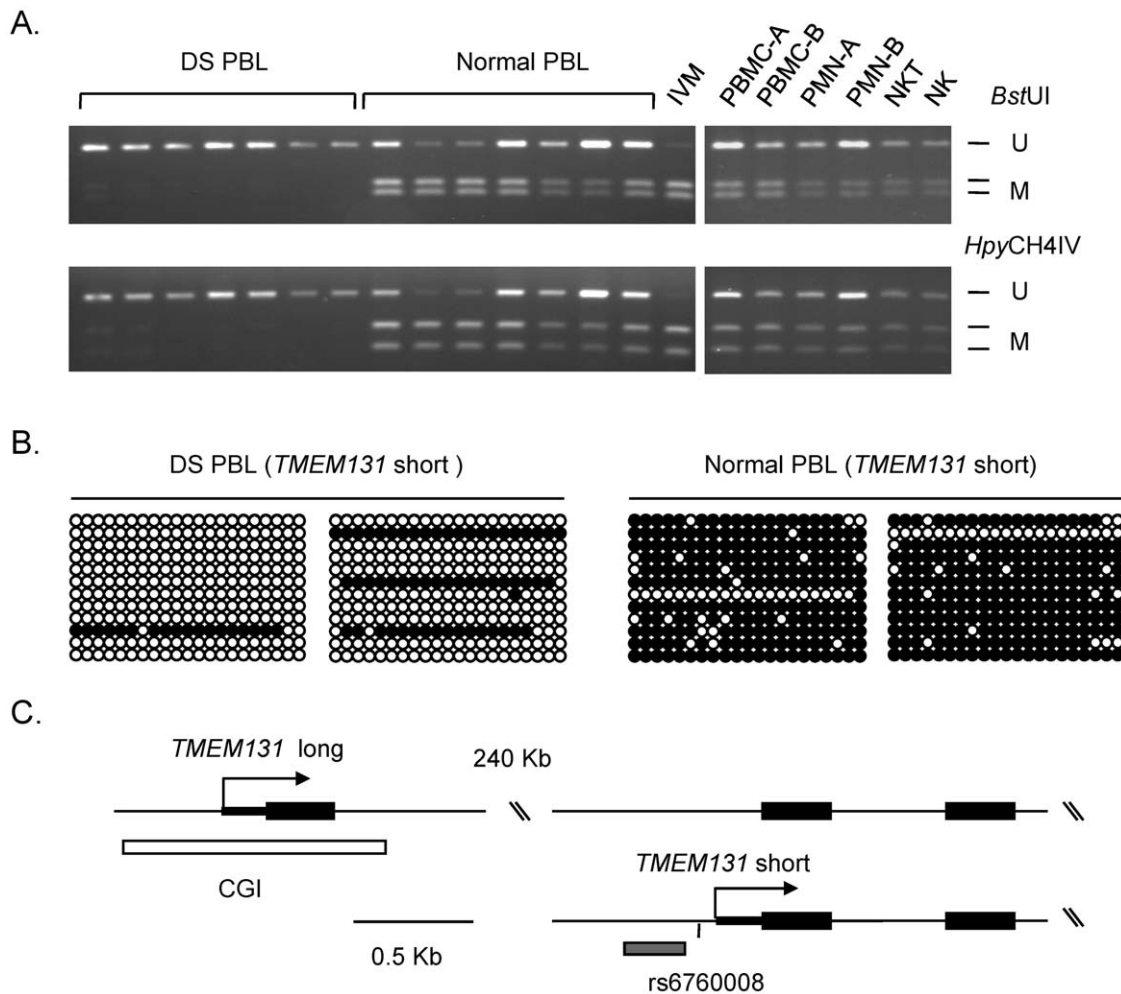 A.
DS PBL
Normal PBL
IVM
PBMC-A
PBMC-B
PMN-A
PMN-B
NKT
NK
BstUI
U
M
HpyCH4IV
U
M
B.
DS PBL (TMEM131 short )
Normal PBL (TMEM131 short)
C.
TMEM131 long
240 Kb
CGI
TMEM131 short
0.5 Kb
rs6760008